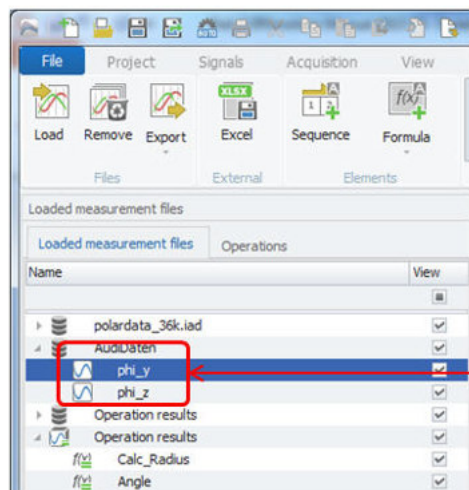 File Project Signals Acquisition View
XLSX
f(x)
Load Remove Export Excel Sequence Formula
Files External Elements
Loaded measurement files
Loaded measurement files Operations
Name View
polardata_36k.iad
AudiDaten
phi_y
phi_z
Operation results
Operation results
f(x) Calc_Radius
f(x) Angle